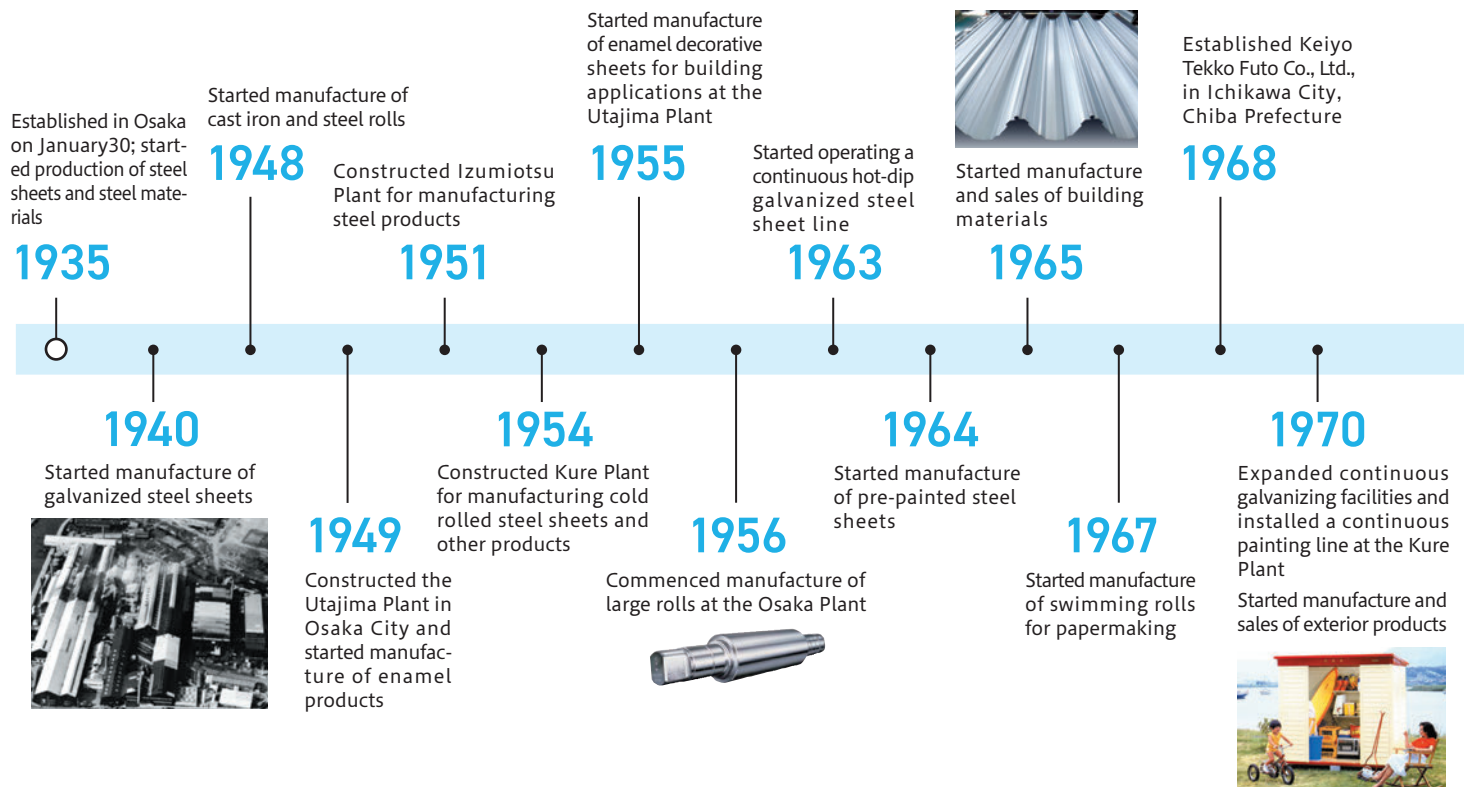 Established in Osaka
on January30; start-
ed production of steel
sheets and steel mate-
rials
1935
Started manufacture of
galvanized steel sheets
1940
Started manufacture of
cast iron and steel rolls
1948
1949
Constructed the
Utajima Plant in
Osaka City and
started manufac-
ture of enamel
products
Constructed Izumiotsu
Plant for manufacturing
steel products
1951
1954
Constructed Kure Plant
for manufacturing cold
rolled steel sheets and
other products
Started manufacture
of enamel decorative
sheets for building
applications at the
Utajima Plant
1955
1956
Commenced manufacture of
large rolls at the Osaka Plant
Started operating a
continuous hot-dip
galvanized steel
sheet line
1963
1964
Started manufacture
of pre-painted steel
sheets
Started manufacture
and sales of building
materials
1965
1967
Started manufacture
of swimming rolls
for papermaking
Established Keiyo
Tekko Futo Co., Ltd.,
in Ichikawa City,
Chiba Prefecture
1968
1970
Expanded continuous
galvanizing facilities and
installed a continuous
painting line at the Kure
Plant
Started manufacture and
sales of exterior products